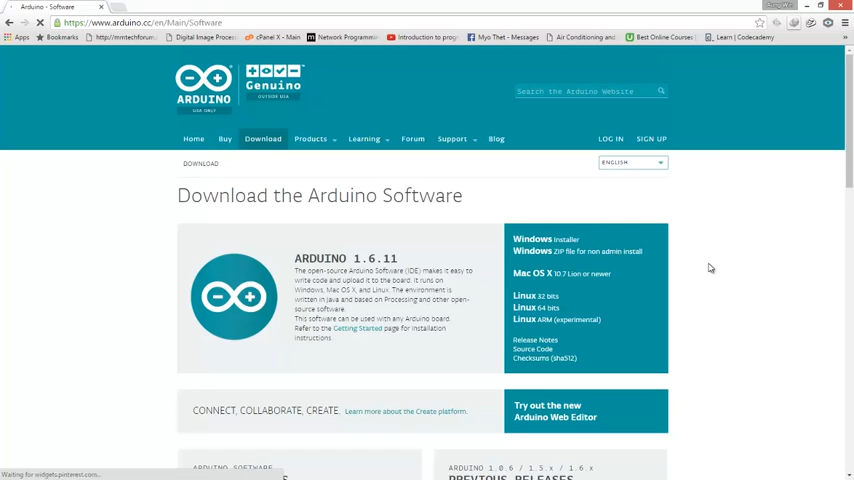 Arduino - Software
https://www.arduino.cc/en/Main/Software
Apps Bookmarks http://mmtechforum Digital Image Proces cPanel X - Main Network Programmi Introduction to prog Myo Thet - Messages Air Conditioning and Best Online Courses Learn | Codecademy
ARDUINO
USA ONLY
Genuino
OUTSIDE USA
Search the Arduino Website
Home Buy Download Products Learning Forum Support Blog LOG IN SIGN UP
DOWNLOAD
ENGLISH
Download the Arduino Software
ARDUINO 1.6.11
The open-source Arduino Software (IDE) makes it easy to
write code and upload it to the board. It runs on
Windows, Mac OS X, and Linux. The environment is
written in Java and based on Processing and other open-
source software.
This software can be used with any Arduino board.
Refer to the Getting Started page for Installation
instructions.
Windows Installer
Windows ZIP file for non admin install
Mac OS X 10.7 Lion or newer
Linux 32 bits
Linux 64 bits
Linux ARM (experimental)
Release Notes
Source Code
Checksums (sha512)
CONNECT, COLLABORATE, CREATE. Learn more about the Create platform.
Try out the new
Arduino Web Editor
ARDUINO SOFTWARE
ARDUINO 1.0.6 / 1.5.x / 1.6.x
PREVIOUS RELEASES
Waiting for widgets.pinterest.com...